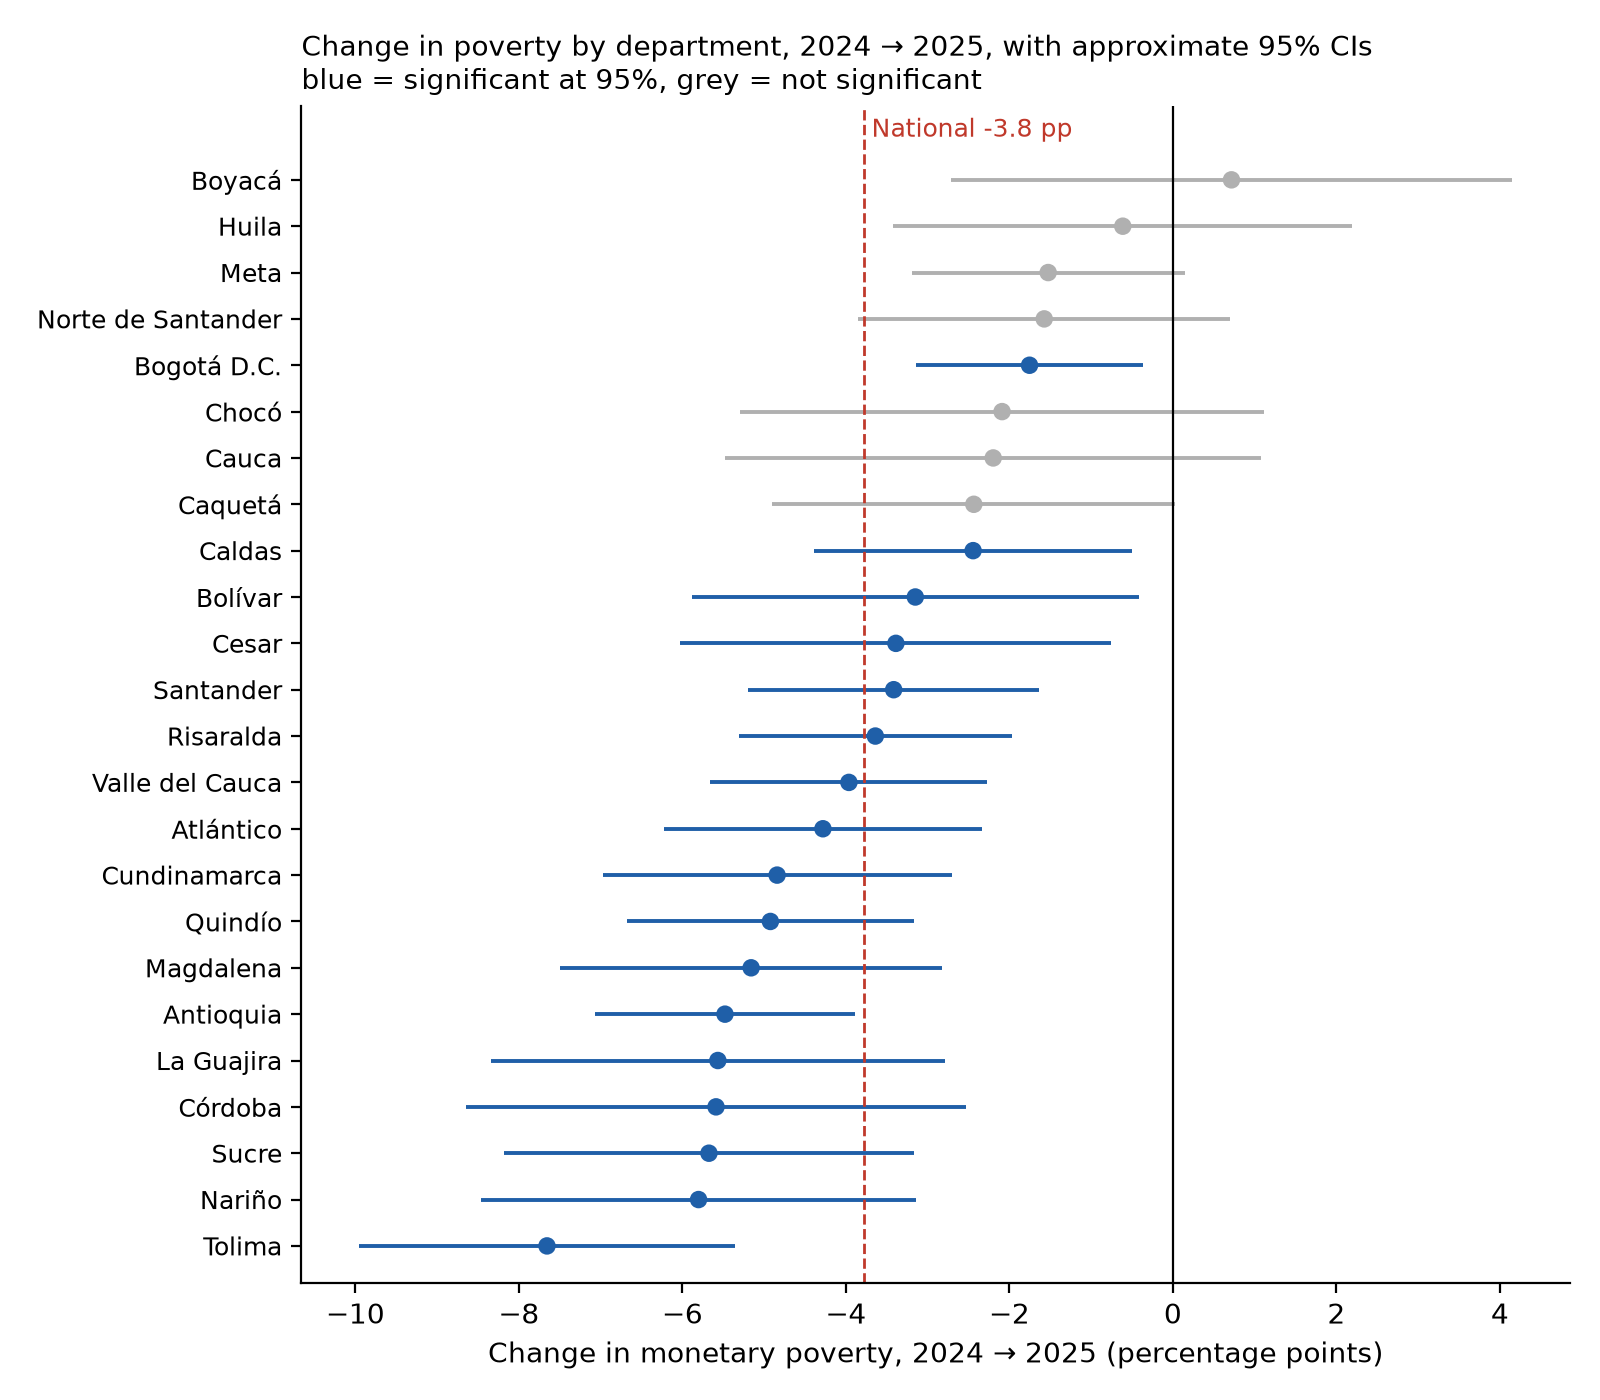 Change in poverty by department, 2024 → 2025, with approximate 95% CIs
blue = significant at 95%, grey = not significant
National -3.8 pp
Boyacá
Huila
Meta
Norte de Santander
Bogotá D.C.
Chocó
Cauca
Caquetá
Caldas
Bolívar
Cesar
Santander
Risaralda
Valle del Cauca
Atlántico
Cundinamarca
Quindío
Magdalena
Antioquia
La Guajira
Córdoba
Sucre
Nariño
Tolima
−10 −8 −6 −4 −2 0 2 4
Change in monetary poverty, 2024 → 2025 (percentage points)